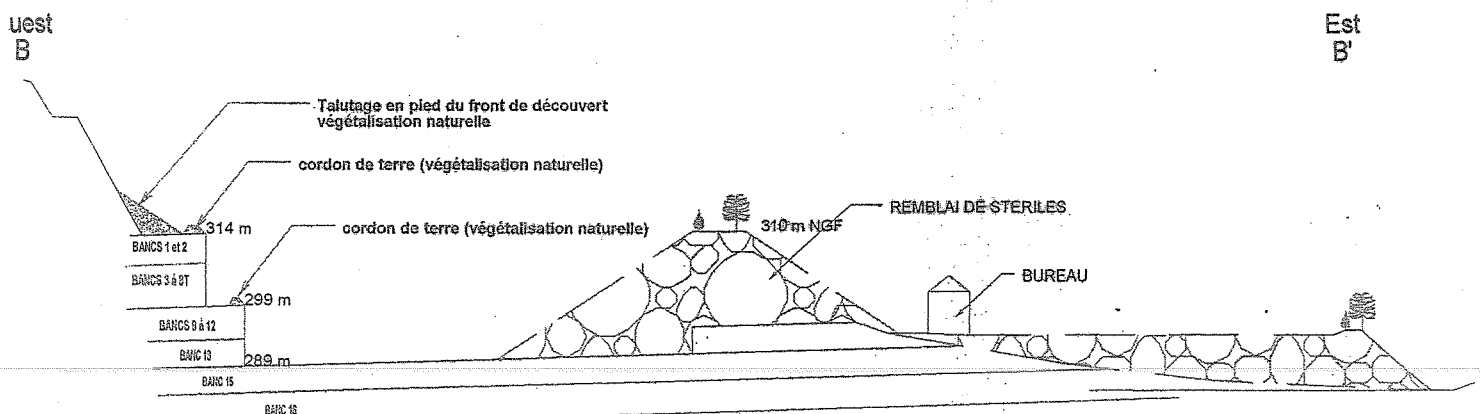 uest
B
Est
B'
Talutage en pied du front de découvert
végétalisation naturelle
cordon de terre (végétalisation naturelle)
314 m
cordon de terre (végétalisation naturelle)
310 m NGF
REMBLAI DE STERILES
BANCS 1 et 2
BANCS 3 à 8T
BUREAU
299 m
BANCS 9 à 12
BANC 13
289 m
BANC 15
BANC 16